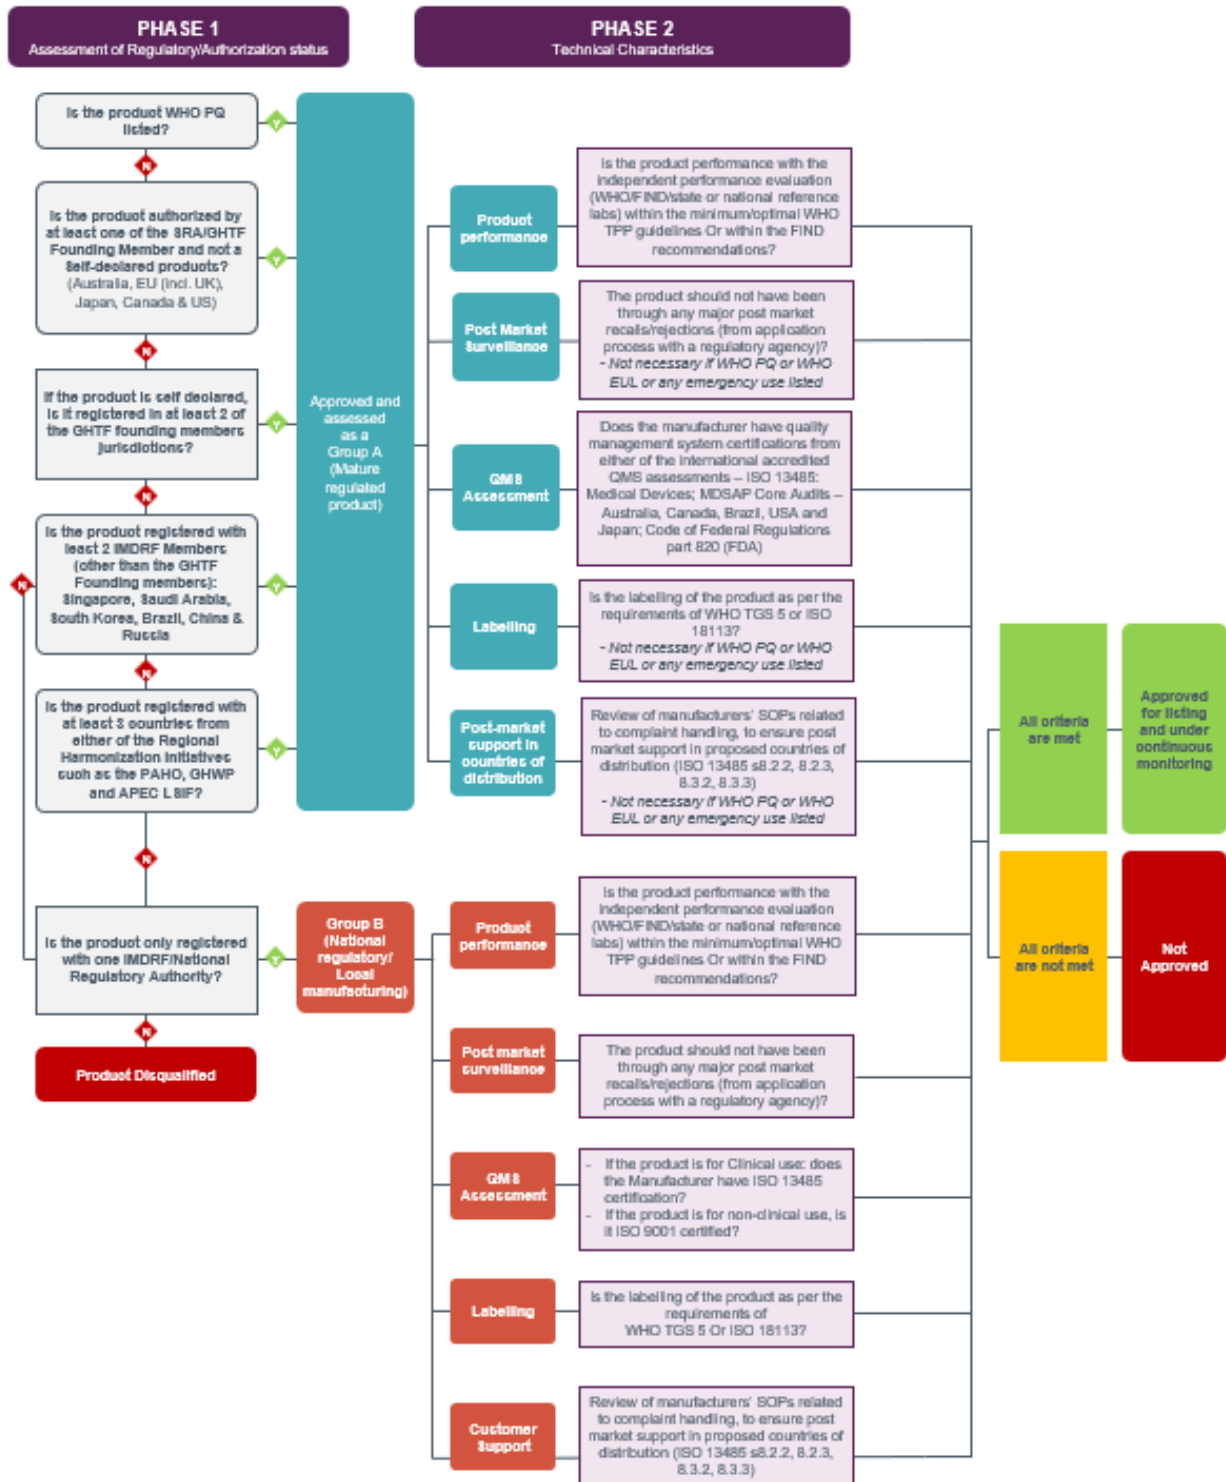 PHASE 1
Assessment of Regulatory/Authorization status
PHASE 2
Technical Characteristics
Is the product WHO PQ
listed?
Y
N
Is the product authorized by
at least one of the SRA/GHTF
Founding Member and not a
Self-declared products?
(Australia, EU (incl. UK),
Japan, Canada & US)
Y
N
If the product is self declared,
is it registered in at least 2 of
the GHTF founding members
jurisdictions?
Y
N
Is the product registered with
least 2 IMDRF Members
(other than the GHTF
Founding members):
Singapore, Saudi Arabia,
South Korea, Brazil, China &
Russia
N
Y
N
Is the product registered with
at least 3 countries from
either of the Regional
Harmonization Initiatives
such as the PAHO, GHWP
and APEC LSIF?
Y
N
Is the product only registered
with one IMDRF/National
Regulatory Authority?
Y
N
Product Disqualified
Approved and
assessed
as a
Group A
(Mature
regulated
product)
Group B
(National
regulatory/
Local
manufacturing)
Product
performance
Is the product performance with the
independent performance evaluation
(WHO/FIND/state or national reference
labs) within the minimum/optimal WHO
TPP guidelines Or within the FIND
recommendations?
Post Market
Surveillance
The product should not have been
through any major post market
recalls/rejections (from application
process with a regulatory agency)?
- Not necessary if WHO PQ or WHO
EUL or any emergency use listed
QMS
Assessment
Does the manufacturer have quality
management system certifications from
either of the international accredited
QMS assessments – ISO 13485:
Medical Devices; MDSAP Core Audits –
Australia, Canada, Brazil, USA and
Japan; Code of Federal Regulations
part 820 (FDA)
Labelling
Is the labelling of the product as per the
requirements of WHO TGS 5 or ISO
18113?
- Not necessary if WHO PQ or WHO
EUL or any emergency use listed
Post-market
support in
countries of
distribution
Review of manufacturers' SOPs related
to complaint handling, to ensure post
market support in proposed countries of
distribution (ISO 13485 s8.2.2, 8.2.3,
8.3.2, 8.3.3)
- Not necessary if WHO PQ or WHO
EUL or any emergency use listed
Product
performance
Is the product performance with the
independent performance evaluation
(WHO/FIND/state or national reference
labs) within the minimum/optimal WHO
TPP guidelines Or within the FIND
recommendations?
Post market
surveillance
The product should not have been
through any major post market
recalls/rejections (from application
process with a regulatory agency)?
QMS
Assessment
- If the product is for Clinical use: does
the Manufacturer have ISO 13485
certification?
- If the product is for non-clinical use, is
it ISO 9001 certified?
Labelling
Is the labelling of the product as per the
requirements of
WHO TGS 5 Or ISO 18113?
Customer
Support
Review of manufacturers' SOPs related
to complaint handling, to ensure post
market support in proposed countries of
distribution (ISO 13485 s8.2.2, 8.2.3,
8.3.2, 8.3.3)
All criteria
are met
Approved
for listing
and under
continuous
monitoring
All criteria
are not met
Not
Approved